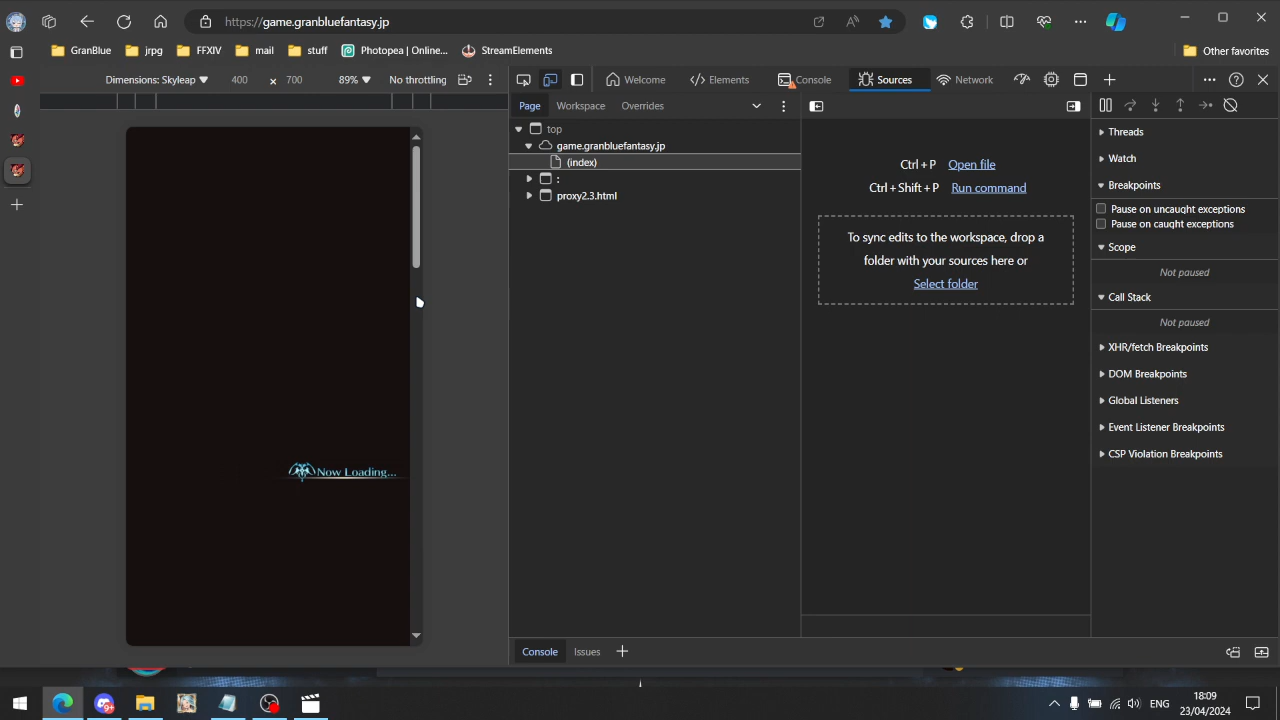 https://game.granbluefantasy.jp
GranBlue
jrpg
FFXIV
mail
stuff
Photopea | Online...
StreamElements
Other favorites
Dimensions: Skyleap
400
×
700
89%
No throttling
Welcome
Elements
Console
Sources
Network
Page
Workspace
Overrides
top
game.granbluefantasy.jp
(index)
:
proxy2.3.html
Ctrl + P Open file
Ctrl + Shift + P Run command
To sync edits to the workspace, drop a
folder with your sources here or
Select folder
Threads
Watch
Breakpoints
Pause on uncaught exceptions
Pause on caught exceptions
Scope
Not paused
Call Stack
Not paused
XHR/fetch Breakpoints
DOM Breakpoints
Global Listeners
Event Listener Breakpoints
CSP Violation Breakpoints
Now Loading...
Console
Issues
9+
ENG
18:09
23/04/2024